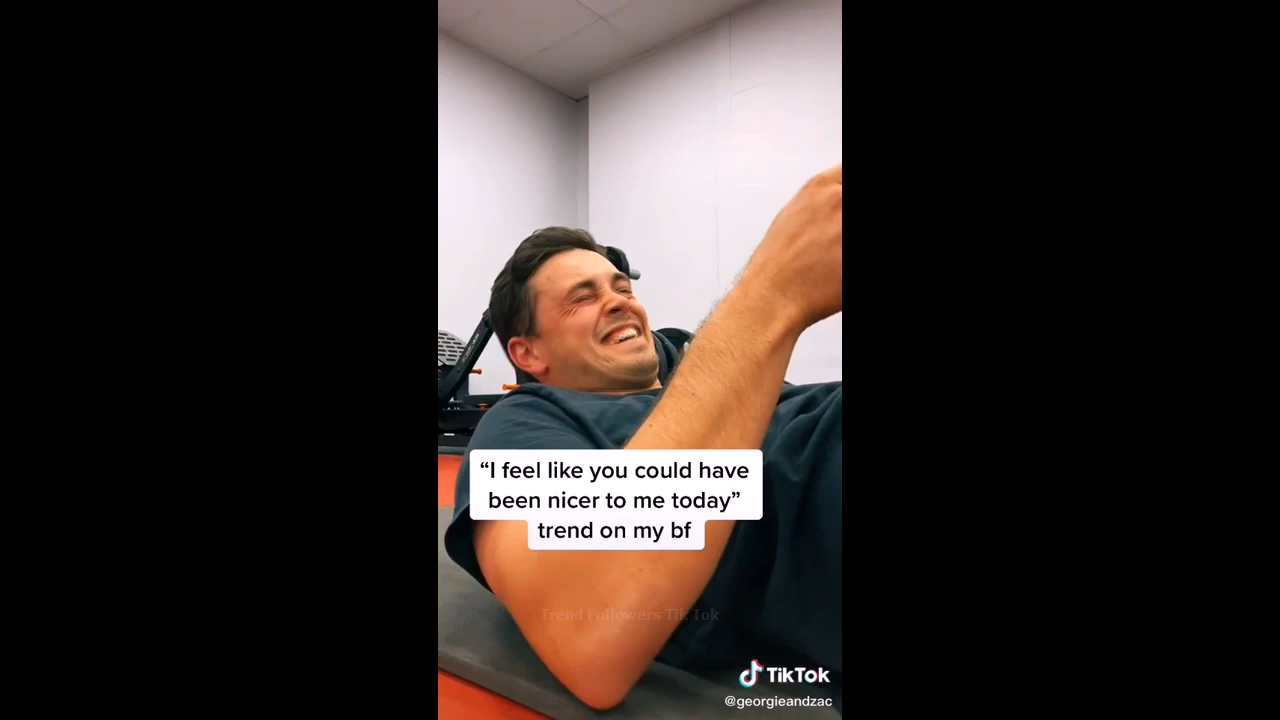 “I feel like you could have
been nicer to me today”
trend on my bf
Trend Followers Tik Tok
TikTok
@georgieandzac